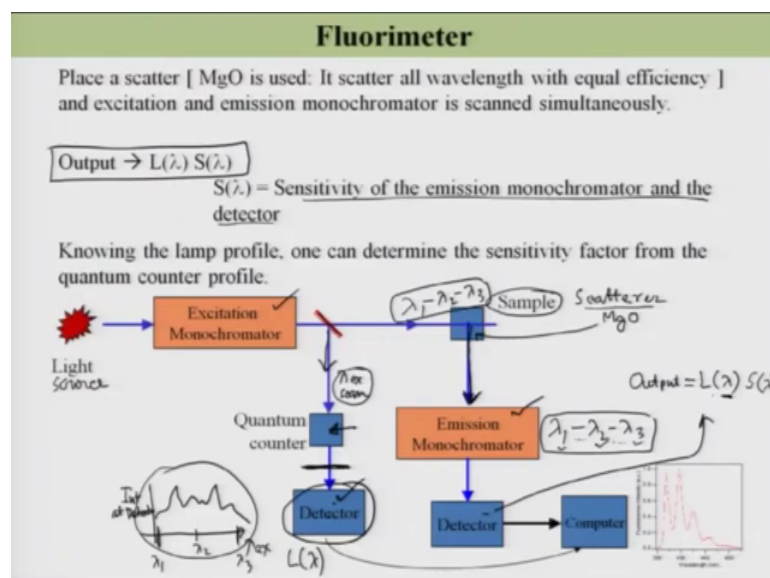 Fluorimeter
Place a scatter [ MgO is used: It scatter all wavelength with equal efficiency ]
and excitation and emission monochromator is scanned simultaneously.
Output → L(λ) S(λ)
S(λ) = Sensitivity of the emission monochromator and the
detector
Knowing the lamp profile, one can determine the sensitivity factor from the
quantum counter profile.
Excitation
Monochromator
λ1-λ2-λ3
Sample
Scatterer
MgO
Light
source
λex
scan
Output = L(λ) S(λ
Quantum
counter
Emission
Monochromator
λ1-λ2-λ3
Int
at Detector
λ1 λ2 λ3 λex
Detector
L(λ)
Detector
Computer